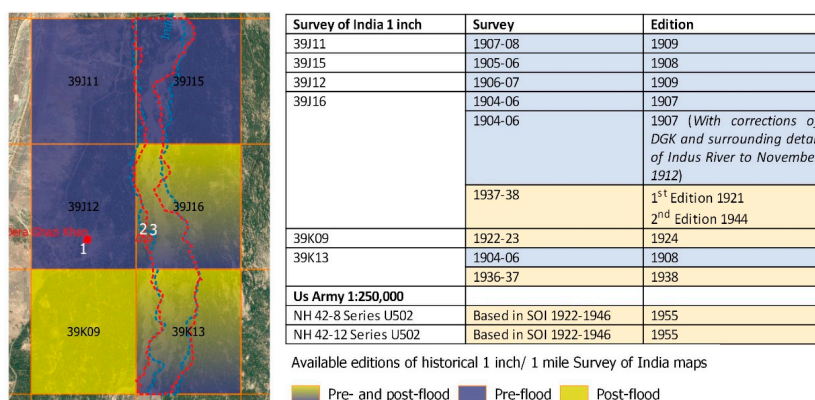 39J11
39J15
39J12
39J16
2 3
1
39K09
39K13
Survey of India 1 inch Survey Edition
39J11 1907-08 1909
39J15 1905-06 1908
39J12 1906-07 1909
39J16 1904-06 1907
1904-06 1907 (With corrections of
DGK and surrounding detai
of Indus River to November
1912)
1937-38 1st Edition 1921
2nd Edition 1944
39K09 1922-23 1924
39K13 1904-06 1908
1936-37 1938
Us Army 1:250,000
NH 42-8 Series U502 Based in SOI 1922-1946 1955
NH 42-12 Series U502 Based in SOI 1922-1946 1955
Available editions of historical 1 inch/ 1 mile Survey of India maps
Pre- and post-flood Pre-flood Post-flood